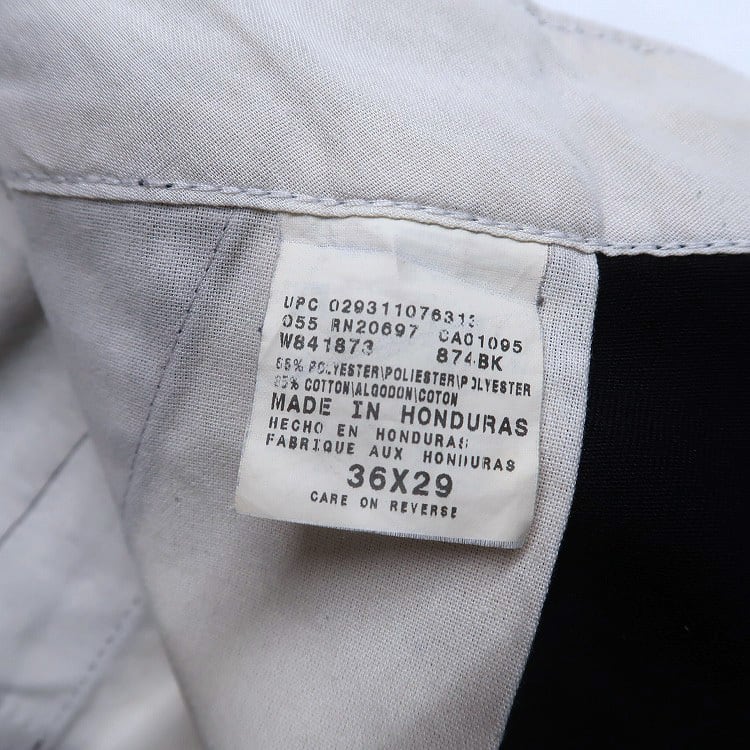 UPC 029311076313
055 RN20697 CA01095
W841873 874BK
65% POLYESTER\POLIESTER\POLYESTER
35% COTTON\ALGODON\COTON
MADE IN HONDURAS
HECHO EN HONDURAS
FABRIQUE AUX HONDURAS
36X29
CARE ON REVERSE